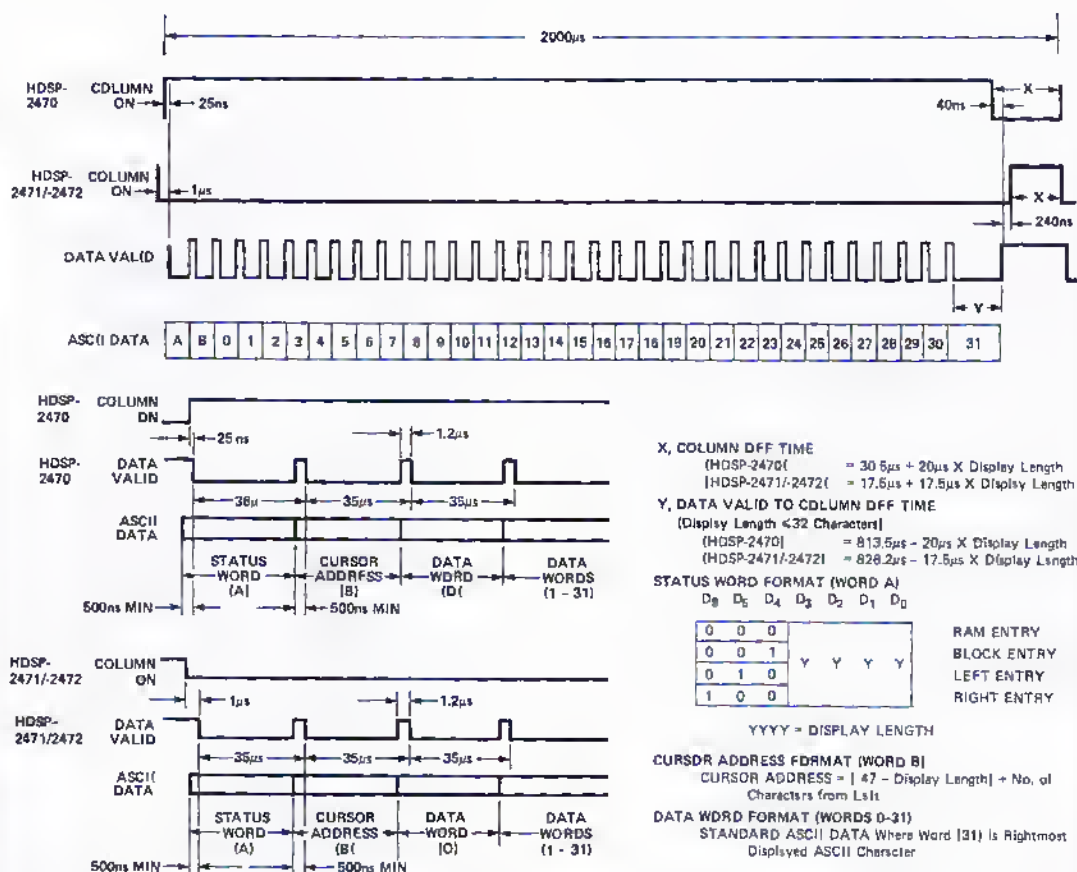 2900µs
HDSP-2470 COLUMN ON
25ns
40ns
X
HDSP-2471/-2472 COLUMN ON
1µs
X
240ns
DATA VALID
Y
ASCII DATA A B 0 1 2 3 4 5 6 7 8 9 10 11 12 13 14 15 16 17 18 19 20 21 22 23 24 25 26 27 28 29 30 31
HDSP-2470 COLUMN ON
25 ns
1.2µs
HDSP-2470 DATA VALID
36µ
35µs
35µs
ASCII DATA
STATUS WORD (A)
CURSOR ADDRESS (B)
DATA WORD (0)
DATA WORDS (1 - 31)
500ns MIN
500ns MIN
HDSP-2471/-2472 COLUMN ON
1µs
1.2µs
HDSP-2471/2472 DATA VALID
35µs
35µs
35µs
ASCII DATA
STATUS WORD (A)
CURSOR ADDRESS (B)
DATA WORD (0)
DATA WORDS (1 - 31)
500ns MIN
500ns MIN
X, COLUMN OFF TIME
(HDSP-2470) = 30.5µs + 20µs X Display Length
(HDSP-2471/-2472) = 17.5µs + 17.5µs X Display Length
Y, DATA VALID TO COLUMN OFF TIME
(Display Length ≤32 Characters)
(HDSP-2470) = 813.5µs - 20µs X Display Length
(HDSP-2471/-2472) = 826.2µs - 17.5µs X Display Length
STATUS WORD FORMAT (WORD A)
D5 D4 D3 D2 D1 D0
0 0 0 RAM ENTRY
0 0 1 BLOCK ENTRY
0 1 0 LEFT ENTRY
1 0 0 RIGHT ENTRY
Y Y Y Y
YYYY = DISPLAY LENGTH
CURSOR ADDRESS FORMAT (WORD B)
CURSOR ADDRESS = [ 47 - Display Length] + No. of
Characters from Left
DATA WORD FORMAT (WORDS 0-31)
STANDARD ASCII DATA Where Word [31] Is Rightmost
Displayed ASCII Character